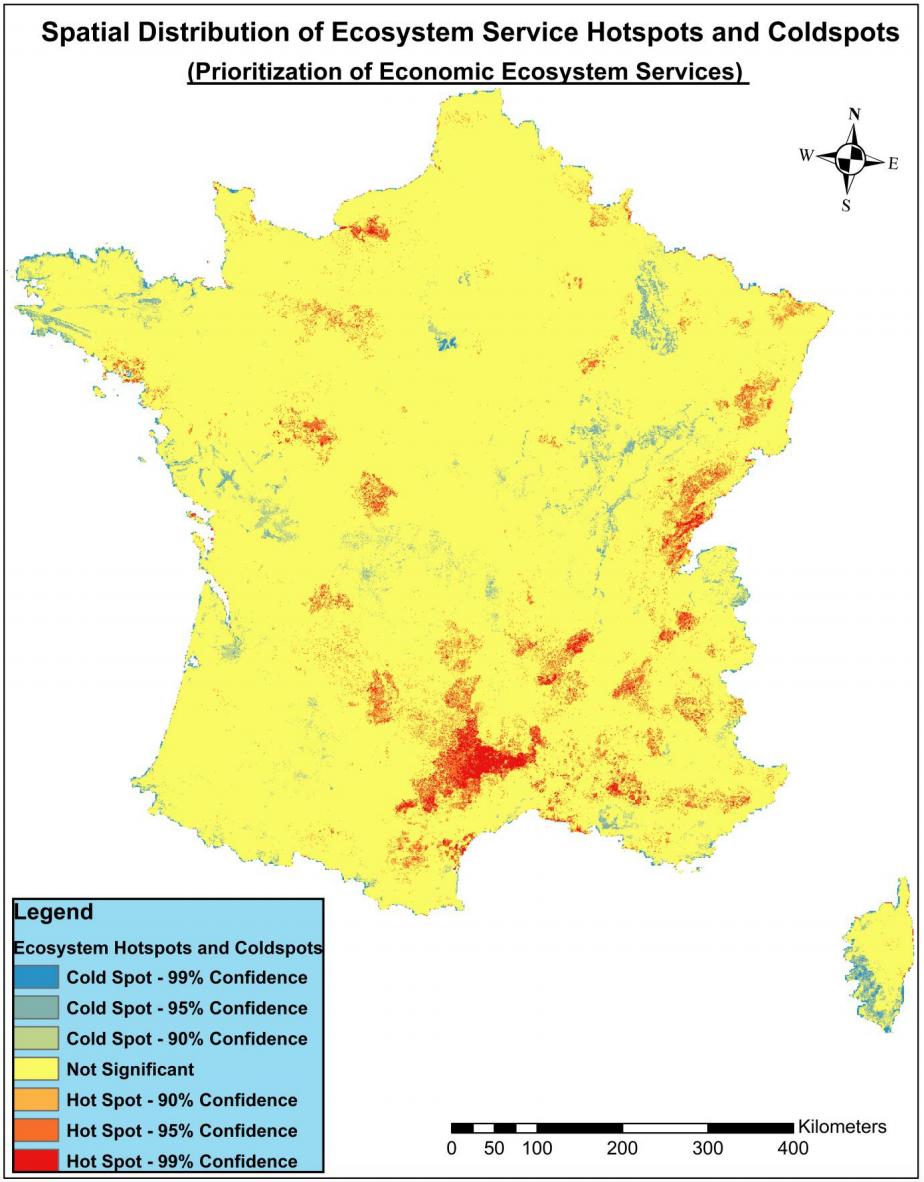 Spatial Distribution of Ecosystem Service Hotspots and Coldspots
(Prioritization of Economic Ecosystem Services)
N
W E
S
Legend
Ecosystem Hotspots and Coldspots
Cold Spot - 99% Confidence
Cold Spot - 95% Confidence
Cold Spot - 90% Confidence
Not Significant
Hot Spot - 90% Confidence
Hot Spot - 95% Confidence
Hot Spot - 99% Confidence
Kilometers
0 50 100 200 300 400